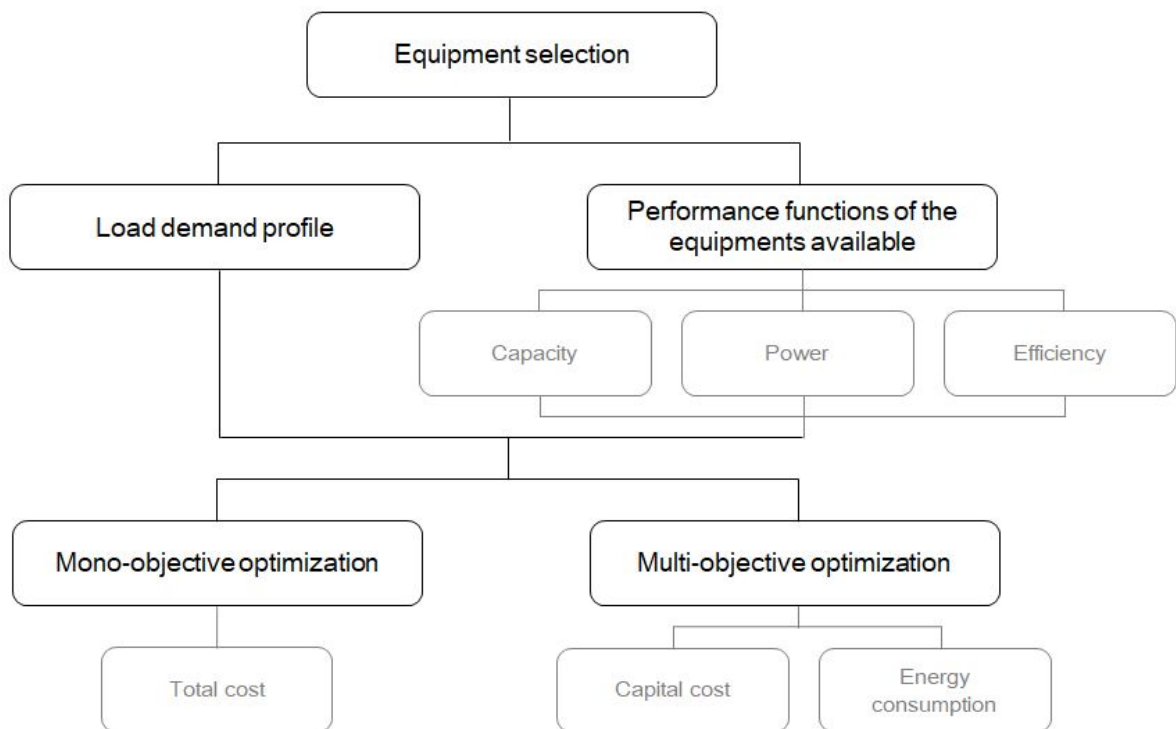 Equipment selection
Load demand profile
Performance functions of the
equipments available
Capacity
Power
Efficiency
Mono-objective optimization
Multi-objective optimization
Total cost
Capital cost
Energy
consumption